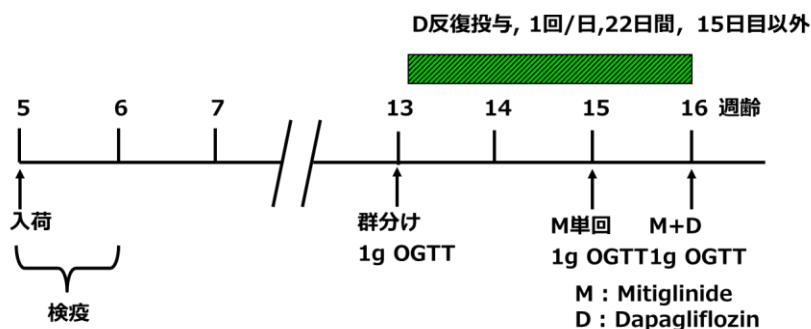 D反復投与, 1回/日,22日間, 15日目以外
5 6 7 13 14 15 16 週齢
入荷 群分け M単回 M+D
1g OGTT 1g OGTT 1g OGTT
検疫
M : Mitiglinide
D : Dapagliflozin